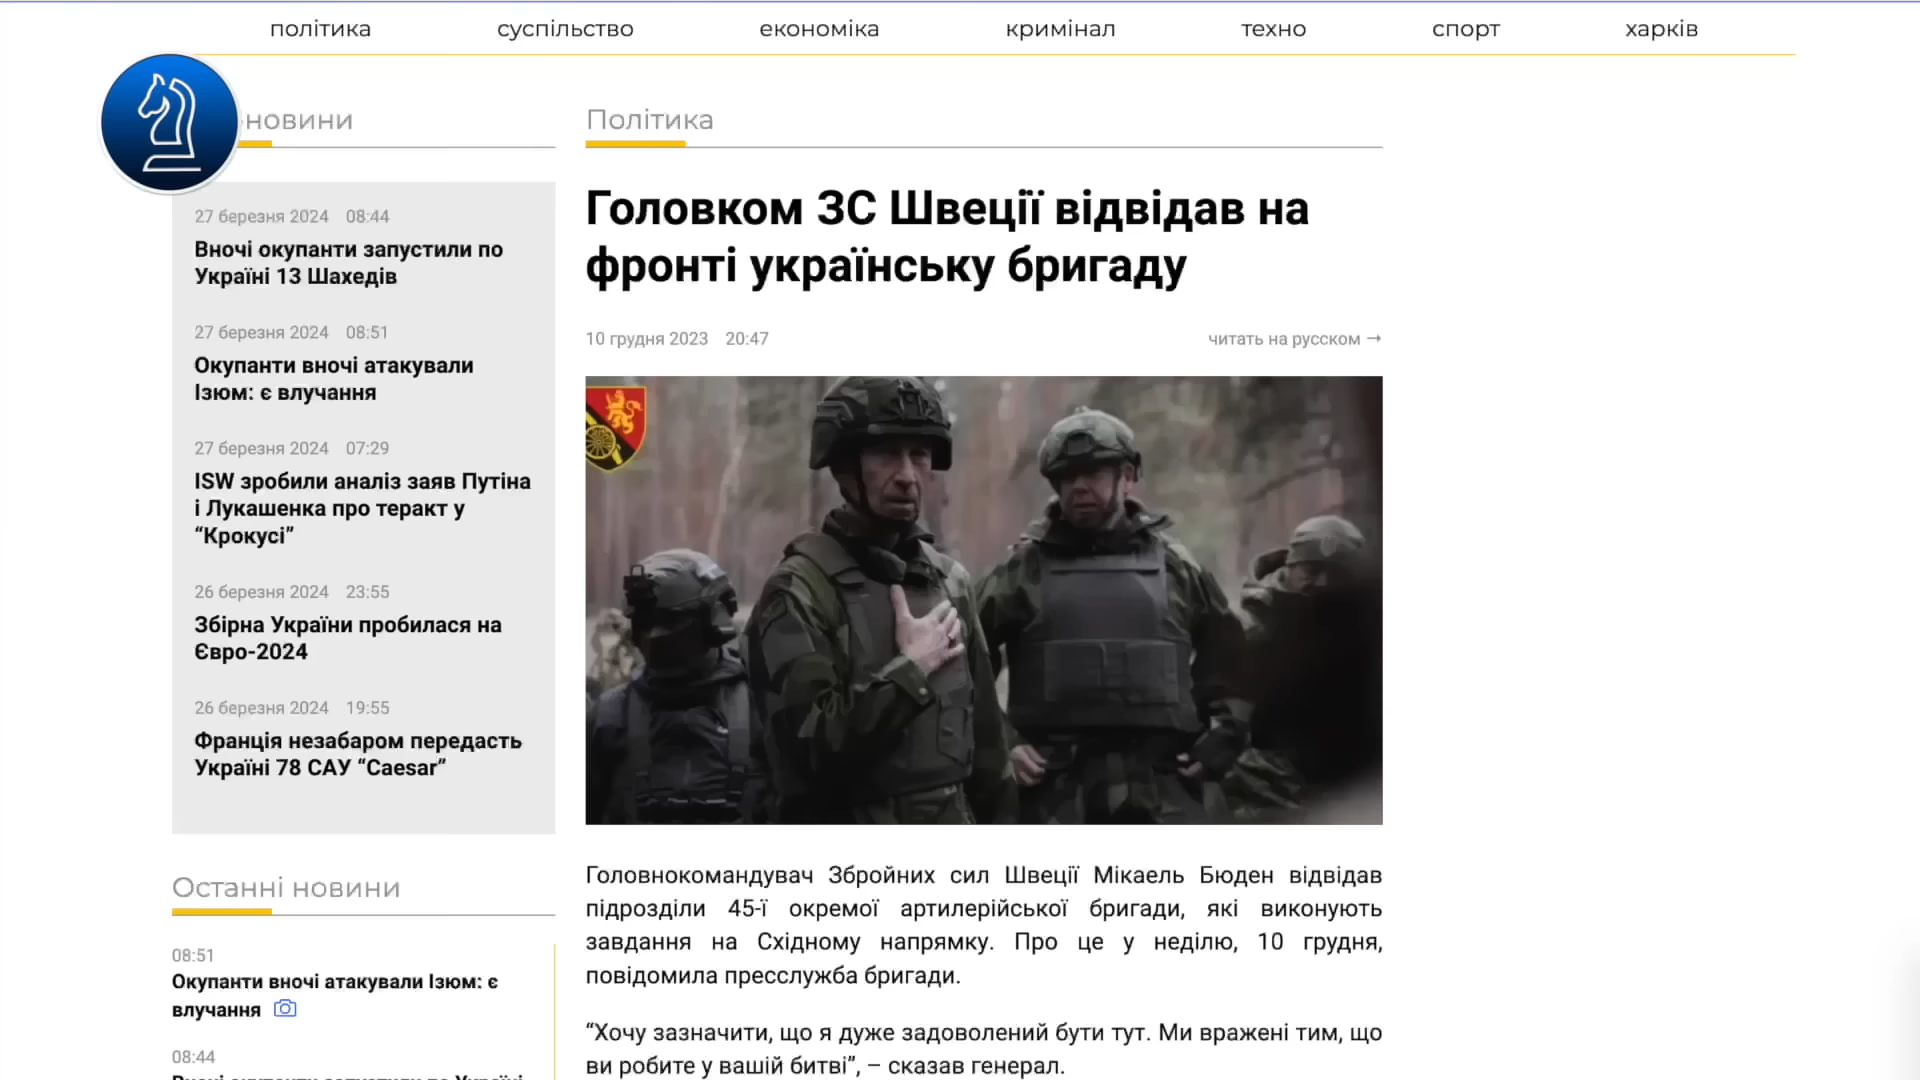 політика суспільство економіка кримінал техно спорт харків
новини
27 березня 2024 08:44
Вночі окупанти запустили по
Україні 13 Шахедів
27 березня 2024 08:51
Окупанти вночі атакували
Ізюм: є влучання
27 березня 2024 07:29
ISW зробили аналіз заяв Путіна
і Лукашенка про теракт у
“Крокусі”
26 березня 2024 23:55
Збірна України пробилася на
Євро-2024
26 березня 2024 19:55
Франція незабаром передасть
Україні 78 САУ “Caesar”
Останні новини
08:51
Окупанти вночі атакували Ізюм: є
влучання
08:44
Вночі окупанти запустили по Україні
Політика
Головком ЗС Швеції відвідав на
фронті українську бригаду
10 грудня 2023 20:47
читать на русском →
Головнокомандувач Збройних сил Швеції Мікаель Бюден відвідав
підрозділи 45-ї окремої артилерійської бригади, які виконують
завдання на Східному напрямку. Про це у неділю, 10 грудня,
повідомила пресслужба бригади.
“Хочу зазначити, що я дуже задоволений бути тут. Ми вражені тим, що
ви робите у вашій битві”, – сказав генерал.